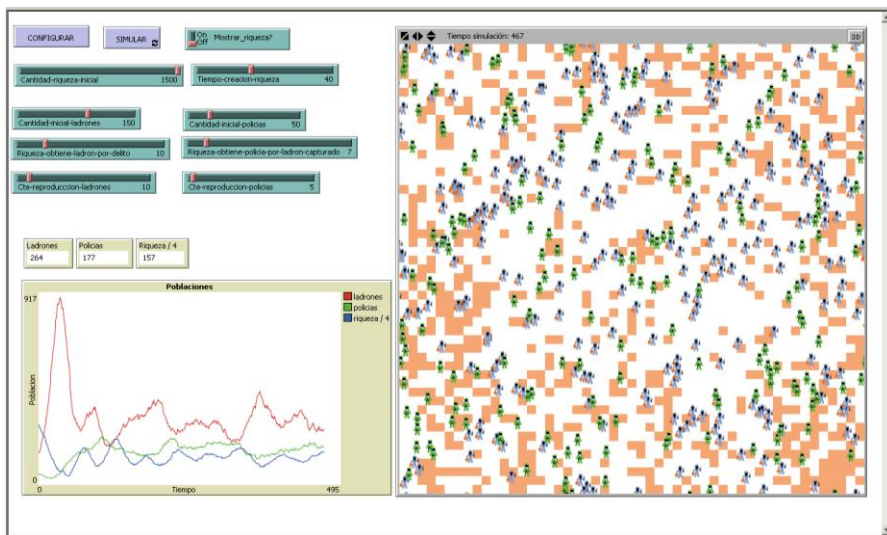 CONFIGURAR
SIMULAR
On
Off
Mostrar_riqueza?
Cantidad-riqueza-inicial 1500
Tiempo-creacion-riqueza 40
Cantidad-inicial-ladrones 150
Cantidad-inicial-policias 50
Riqueza-obtiene-ladron-por-delito 10
Riqueza-obtiene-policia-por-ladron-capturado 7
Cte-reproducccion-ladrones 10
Cte-reproduccion-policias 5
Ladrones
264
Policias
177
Riqueza / 4
157
Poblaciones
917
Poblacion
0
0
Tiempo
495
ladrones
policias
riqueza / 4
Tiempo simulación: 467